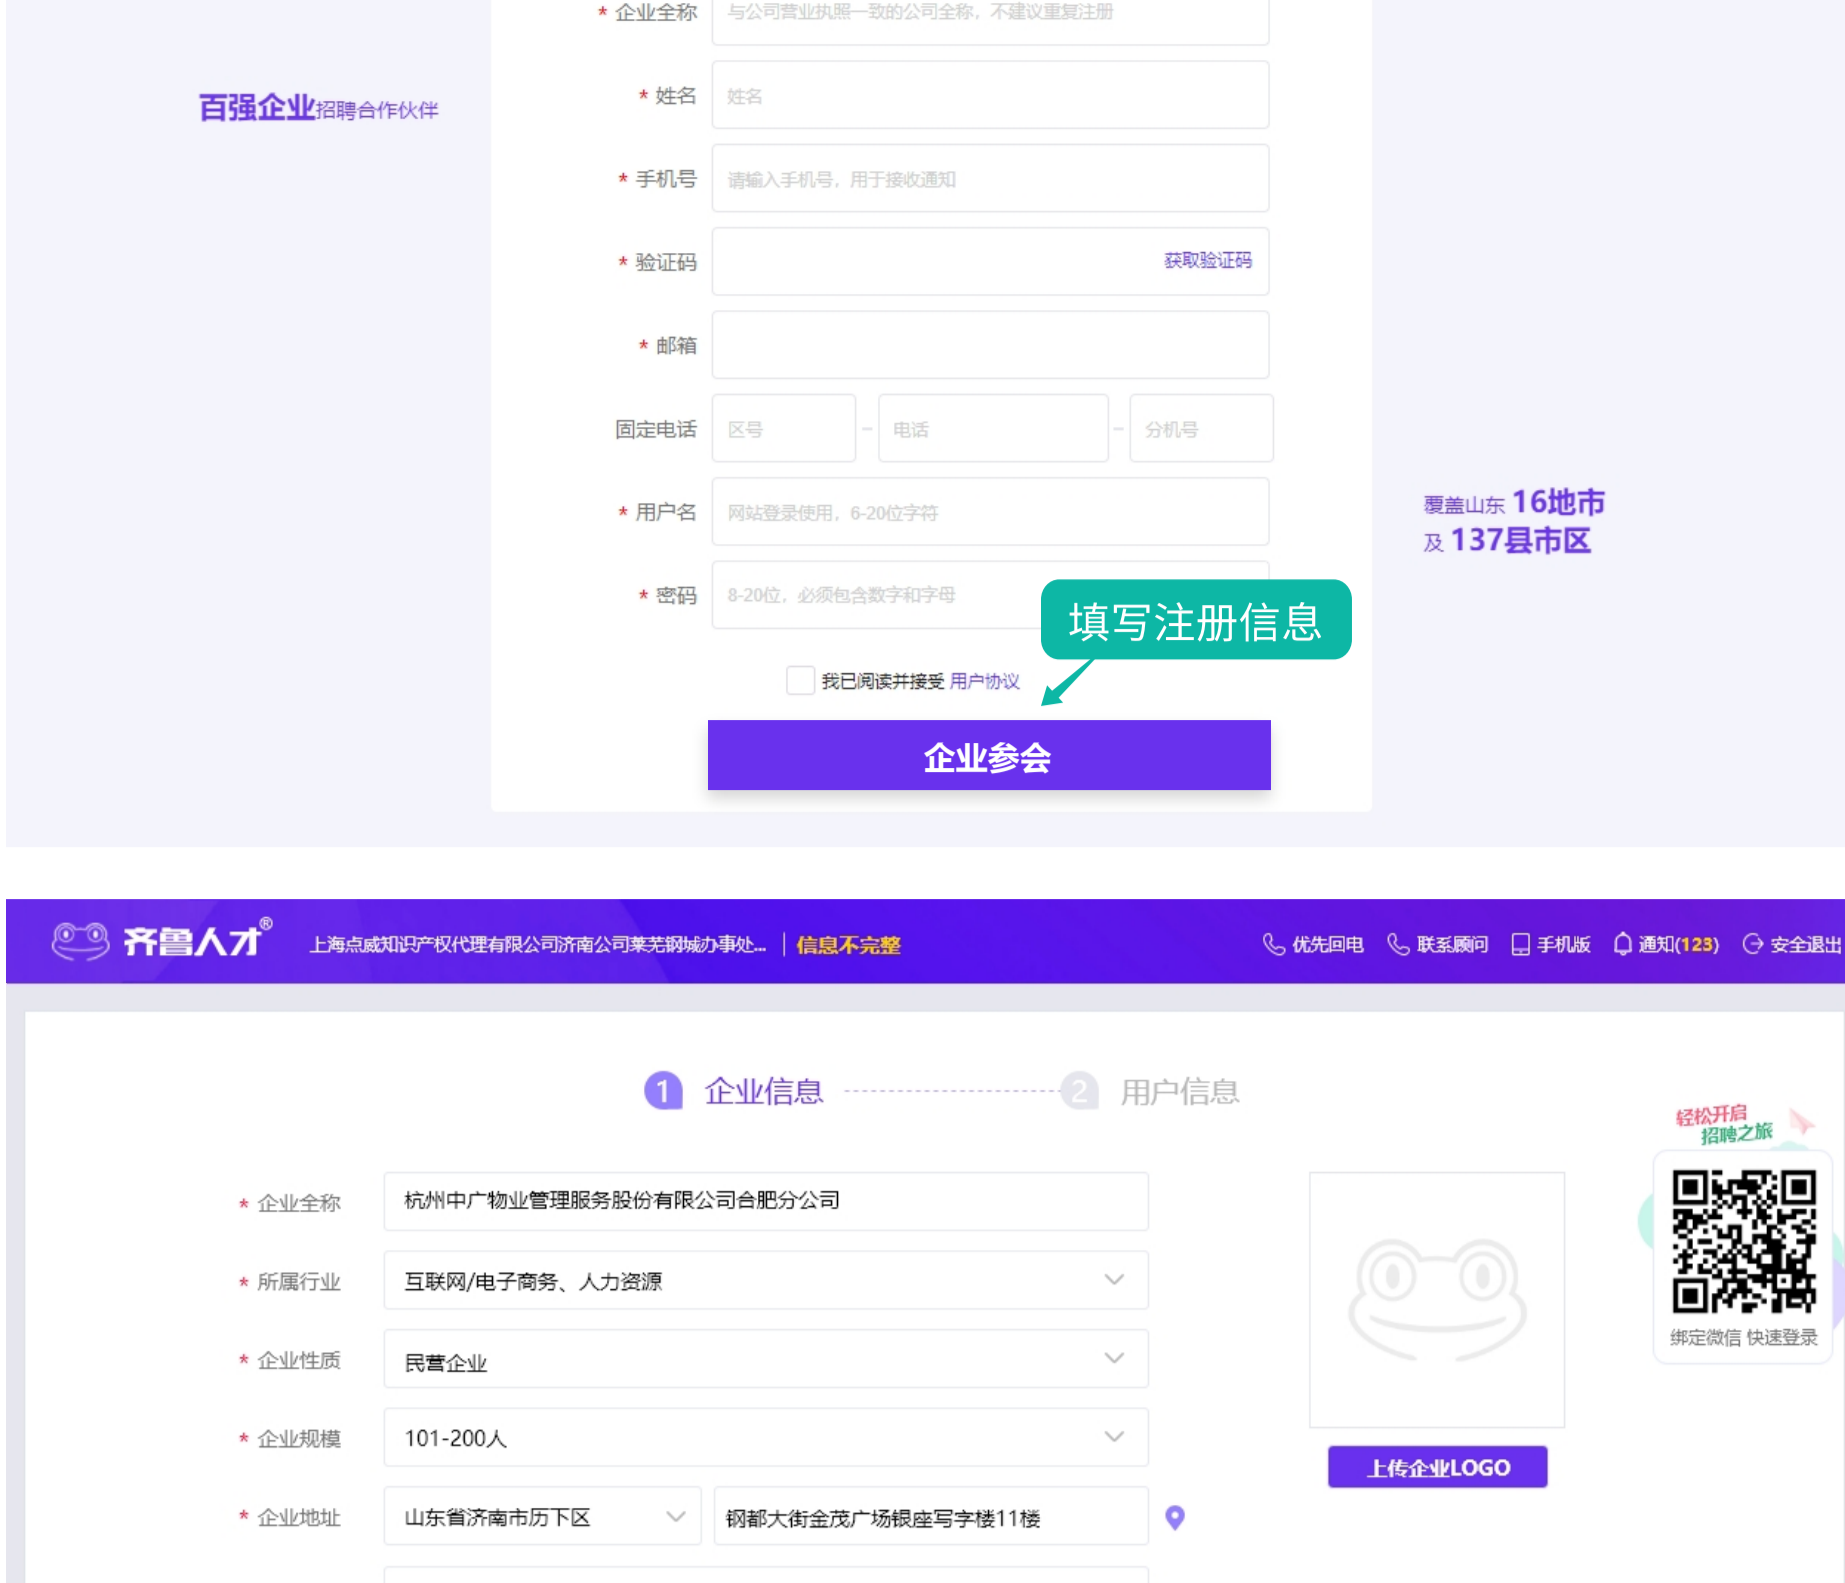 * 企业全称 与公司营业执照一致的公司全称，不建议重复注册
百强企业招聘合作伙伴
* 姓名 姓名
* 手机号 请输入手机号，用于接收通知
* 验证码 获取验证码
* 邮箱
固定电话 区号 - 电话 - 分机号
* 用户名 网站登录使用，6-20位字符
覆盖山东 16地市
及 137县市区
* 密码 8-20位，必须包含数字和字母
填写注册信息
我已阅读并接受 用户协议
企业参会
齐鲁人才® 上海点威知识产权代理有限公司济南公司莱芜钢城办事处... | 信息不完整 优先回电 联系顾问 手机版 通知(123) 安全退出
1 企业信息 2 用户信息
轻松开启
招聘之旅
* 企业全称 杭州中广物业管理服务股份有限公司合肥分公司
* 所属行业 互联网/电子商务、人力资源
绑定微信 快速登录
* 企业性质 民营企业
* 企业规模 101-200人
上传企业LOGO
* 企业地址 山东省济南市历下区 钢都大街金茂广场银座写字楼11楼